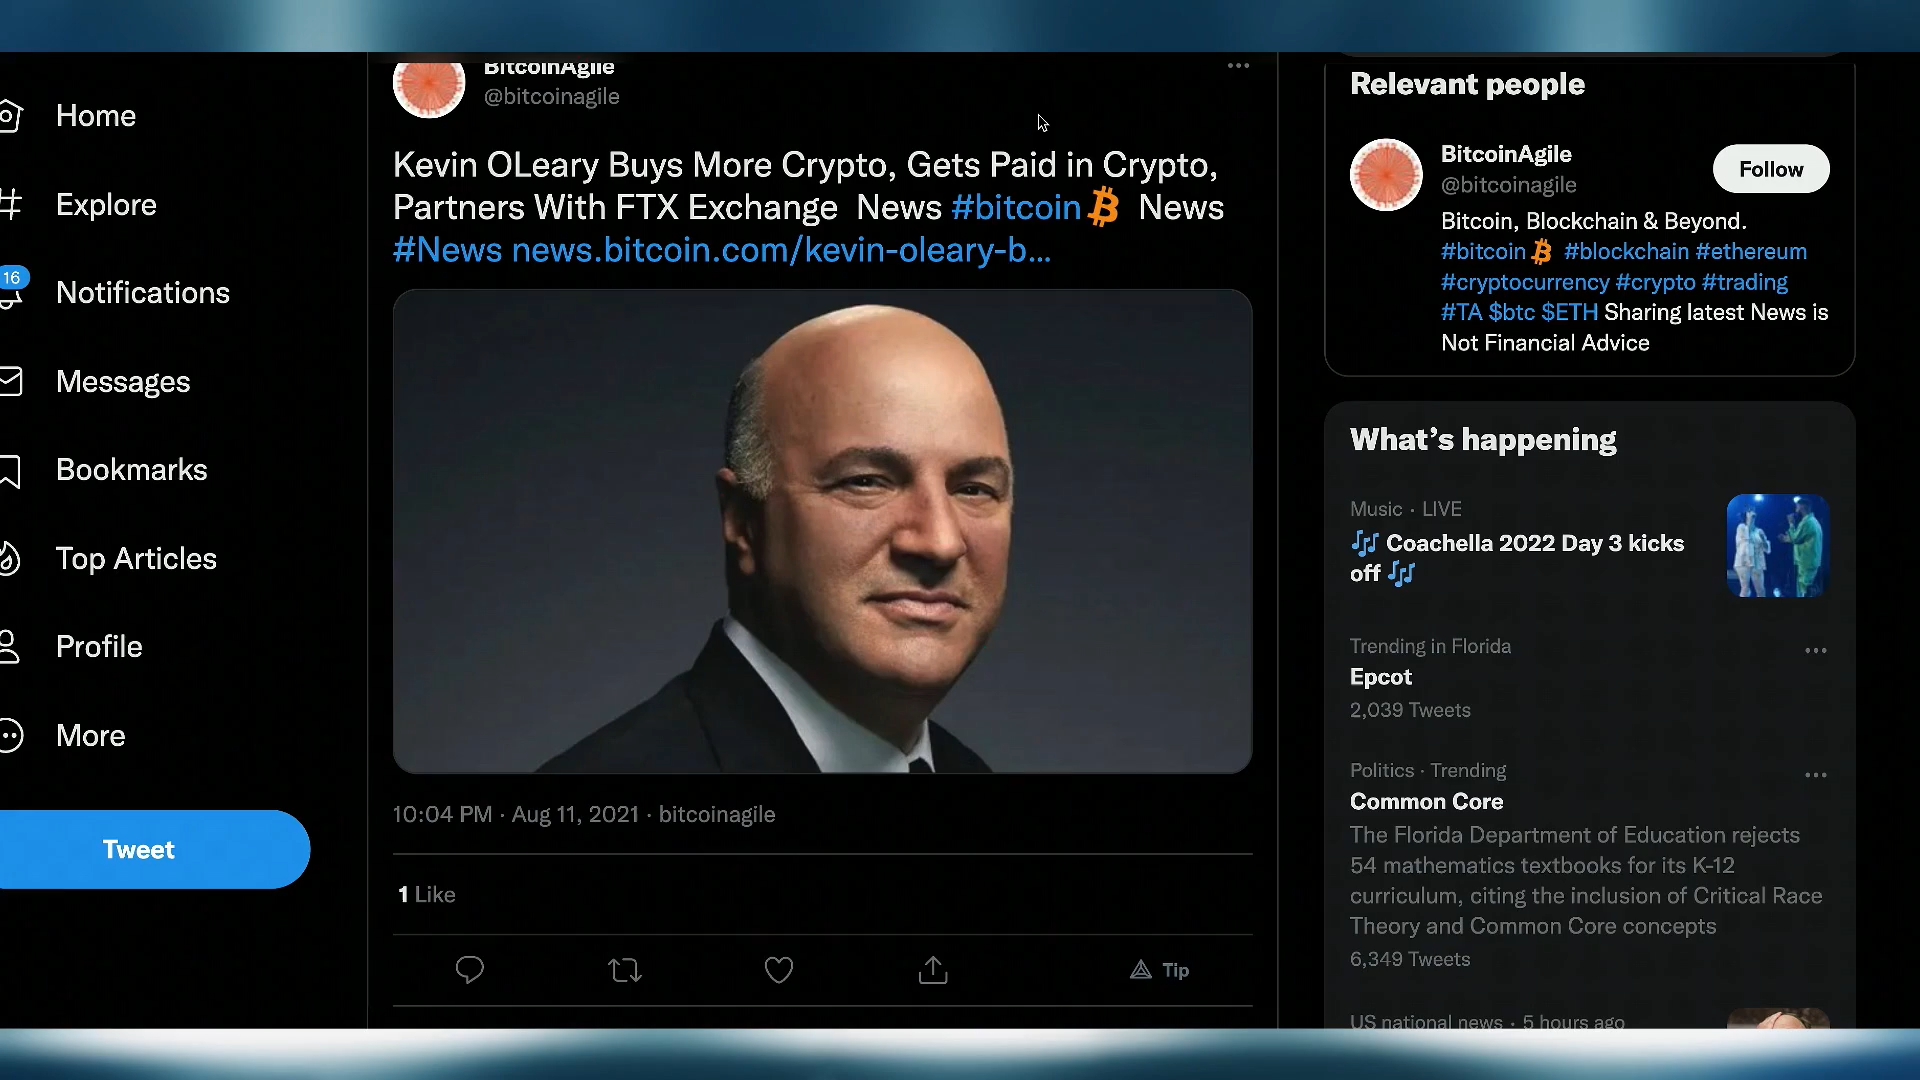 Home
Explore
16
Notifications
Messages
Bookmarks
Top Articles
Profile
More
Tweet
BitcoinAgile
@bitcoinagile
Kevin OLeary Buys More Crypto, Gets Paid in Crypto,
Partners With FTX Exchange News #bitcoin News
#News news.bitcoin.com/kevin-oleary-b...
10:04 PM · Aug 11, 2021 · bitcoinagile
1 Like
Tip
Relevant people
BitcoinAgile
@bitcoinagile
Follow
Bitcoin, Blockchain & Beyond.
#bitcoin #blockchain #ethereum
#cryptocurrency #crypto #trading
#TA $btc $ETH Sharing latest News is
Not Financial Advice
What's happening
Music · LIVE
🎶 Coachella 2022 Day 3 kicks
off 🎶
Trending in Florida
Epcot
2,039 Tweets
Politics · Trending
Common Core
The Florida Department of Education rejects
54 mathematics textbooks for its K-12
curriculum, citing the inclusion of Critical Race
Theory and Common Core concepts
6,349 Tweets
US national news · 5 hours ago